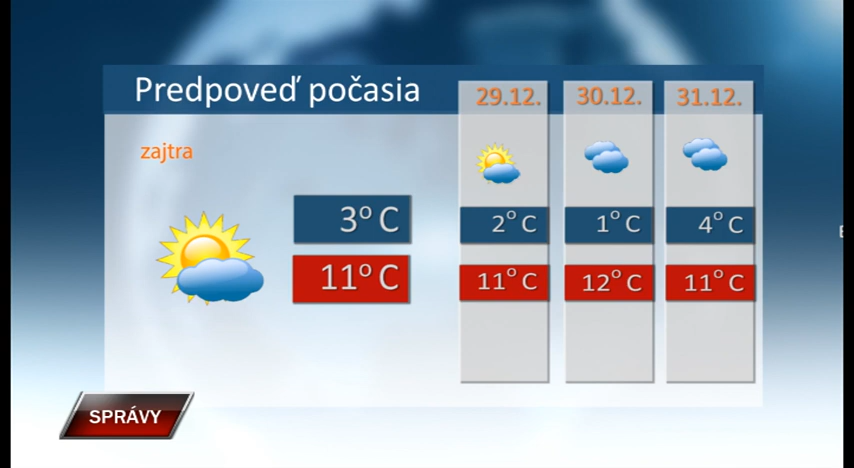 Predpoveď počasia
zajtra
3° C
11° C
29.12. 30.12. 31.12.
2° C 1° C 4° C
11° C 12° C 11° C
SPRÁVY